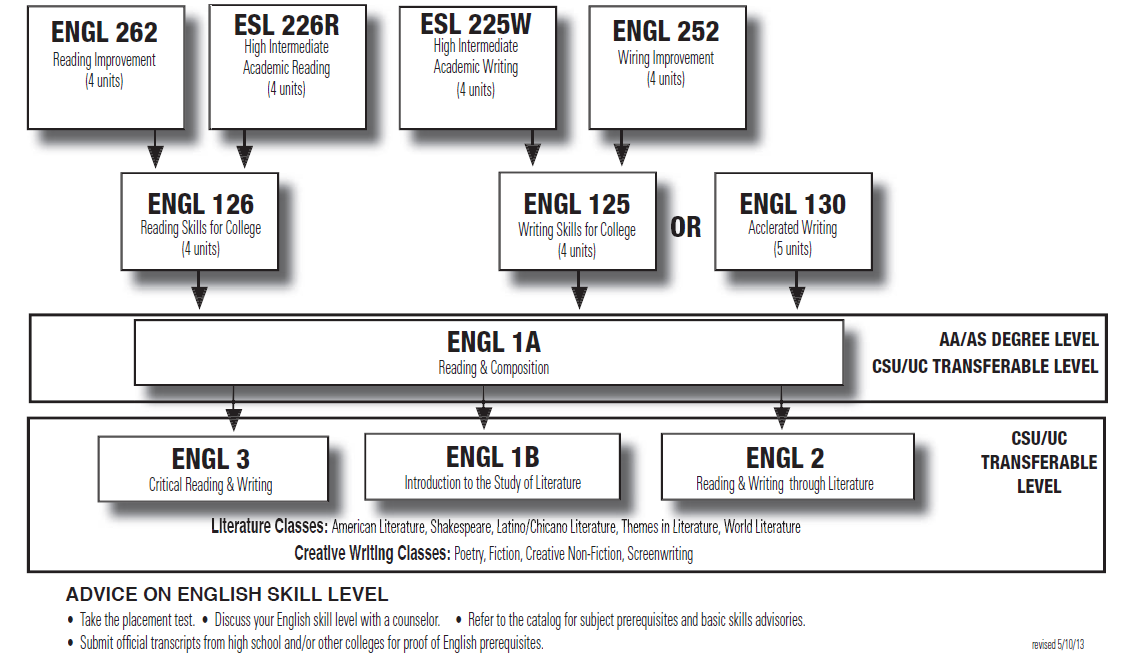 ENGL 262
Reading Improvement
(4 units)
ESL 226R
High Intermediate
Academic Reading
(4 units)
ESL 225W
High Intermediate
Academic Writing
(4 units)
ENGL 252
Wiring Improvement
(4 units)
ENGL 126
Reading Skills for College
(4 units)
ENGL 125
Writing Skills for College
(4 units)
OR
ENGL 130
Acclerated Writing
(5 units)
ENGL 1A
Reading & Composition
AA/AS DEGREE LEVEL
CSU/UC TRANSFERABLE LEVEL
ENGL 3
Critical Reading & Writing
ENGL 1B
Introduction to the Study of Literature
ENGL 2
Reading & Writing through Literature
CSU/UC
TRANSFERABLE
LEVEL
Literature Classes: American Literature, Shakespeare, Latino/Chicano Literature, Themes in Literature, World Literature
Creative Writing Classes: Poetry, Fiction, Creative Non-Fiction, Screenwriting
ADVICE ON ENGLISH SKILL LEVEL
• Take the placement test. • Discuss your English skill level with a counselor. • Refer to the catalog for subject prerequisites and basic skills advisories.
• Submit official transcripts from high school and/or other colleges for proof of English prerequisites.
revised 5/10/13